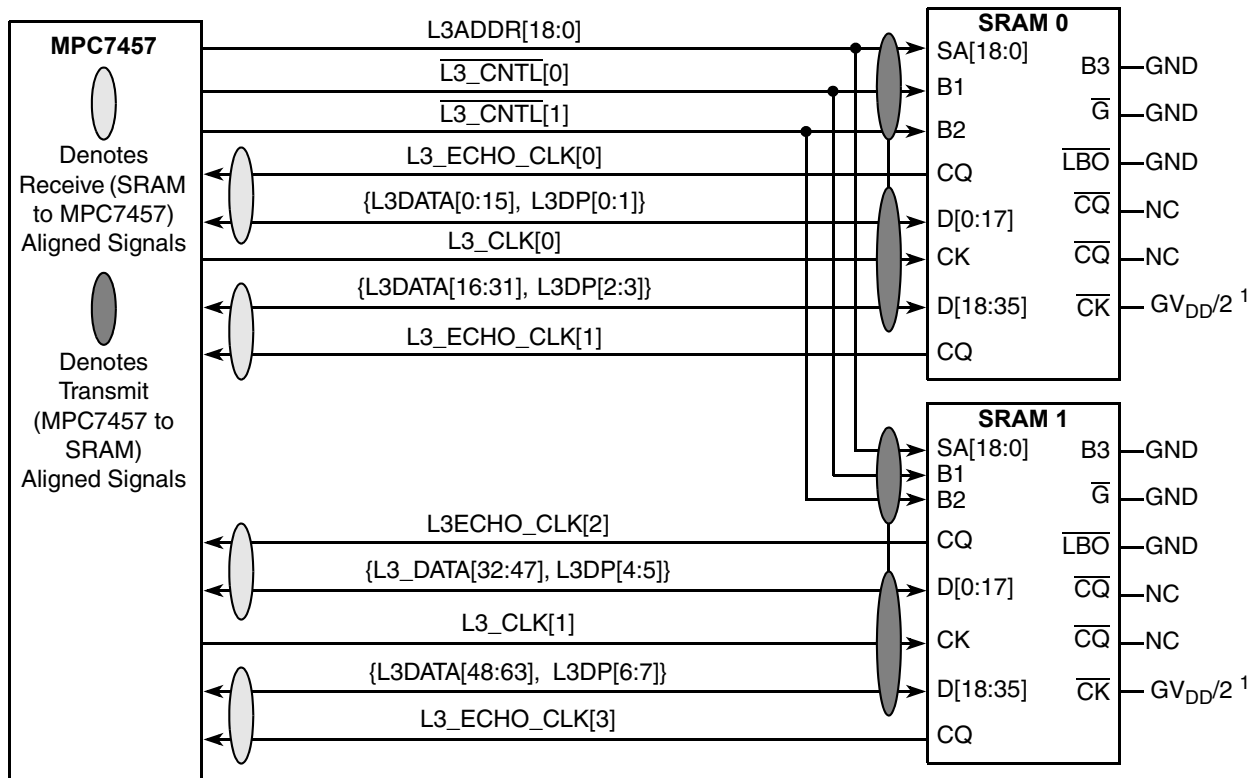 MPC7457
Denotes
Receive (SRAM
to MPC7457)
Aligned Signals
Denotes
Transmit
(MPC7457 to
SRAM)
Aligned Signals
L3ADDR[18:0]
L3_CNTL[0]
L3_CNTL[1]
L3_ECHO_CLK[0]
{L3DATA[0:15], L3DP[0:1]}
L3_CLK[0]
{L3DATA[16:31], L3DP[2:3]}
L3_ECHO_CLK[1]
L3ECHO_CLK[2]
{L3_DATA[32:47], L3DP[4:5]}
L3_CLK[1]
{L3DATA[48:63], L3DP[6:7]}
L3_ECHO_CLK[3]
SRAM 0
SA[18:0]
B1
B2
CQ
D[0:17]
CK
D[18:35]
CQ
B3 GND
G GND
LBO GND
CQ NC
CQ NC
CK GVDD/2 1
SRAM 1
SA[18:0]
B1
B2
CQ
D[0:17]
CK
D[18:35]
CQ
B3 GND
G GND
LBO GND
CQ NC
CQ NC
CK GVDD/2 1